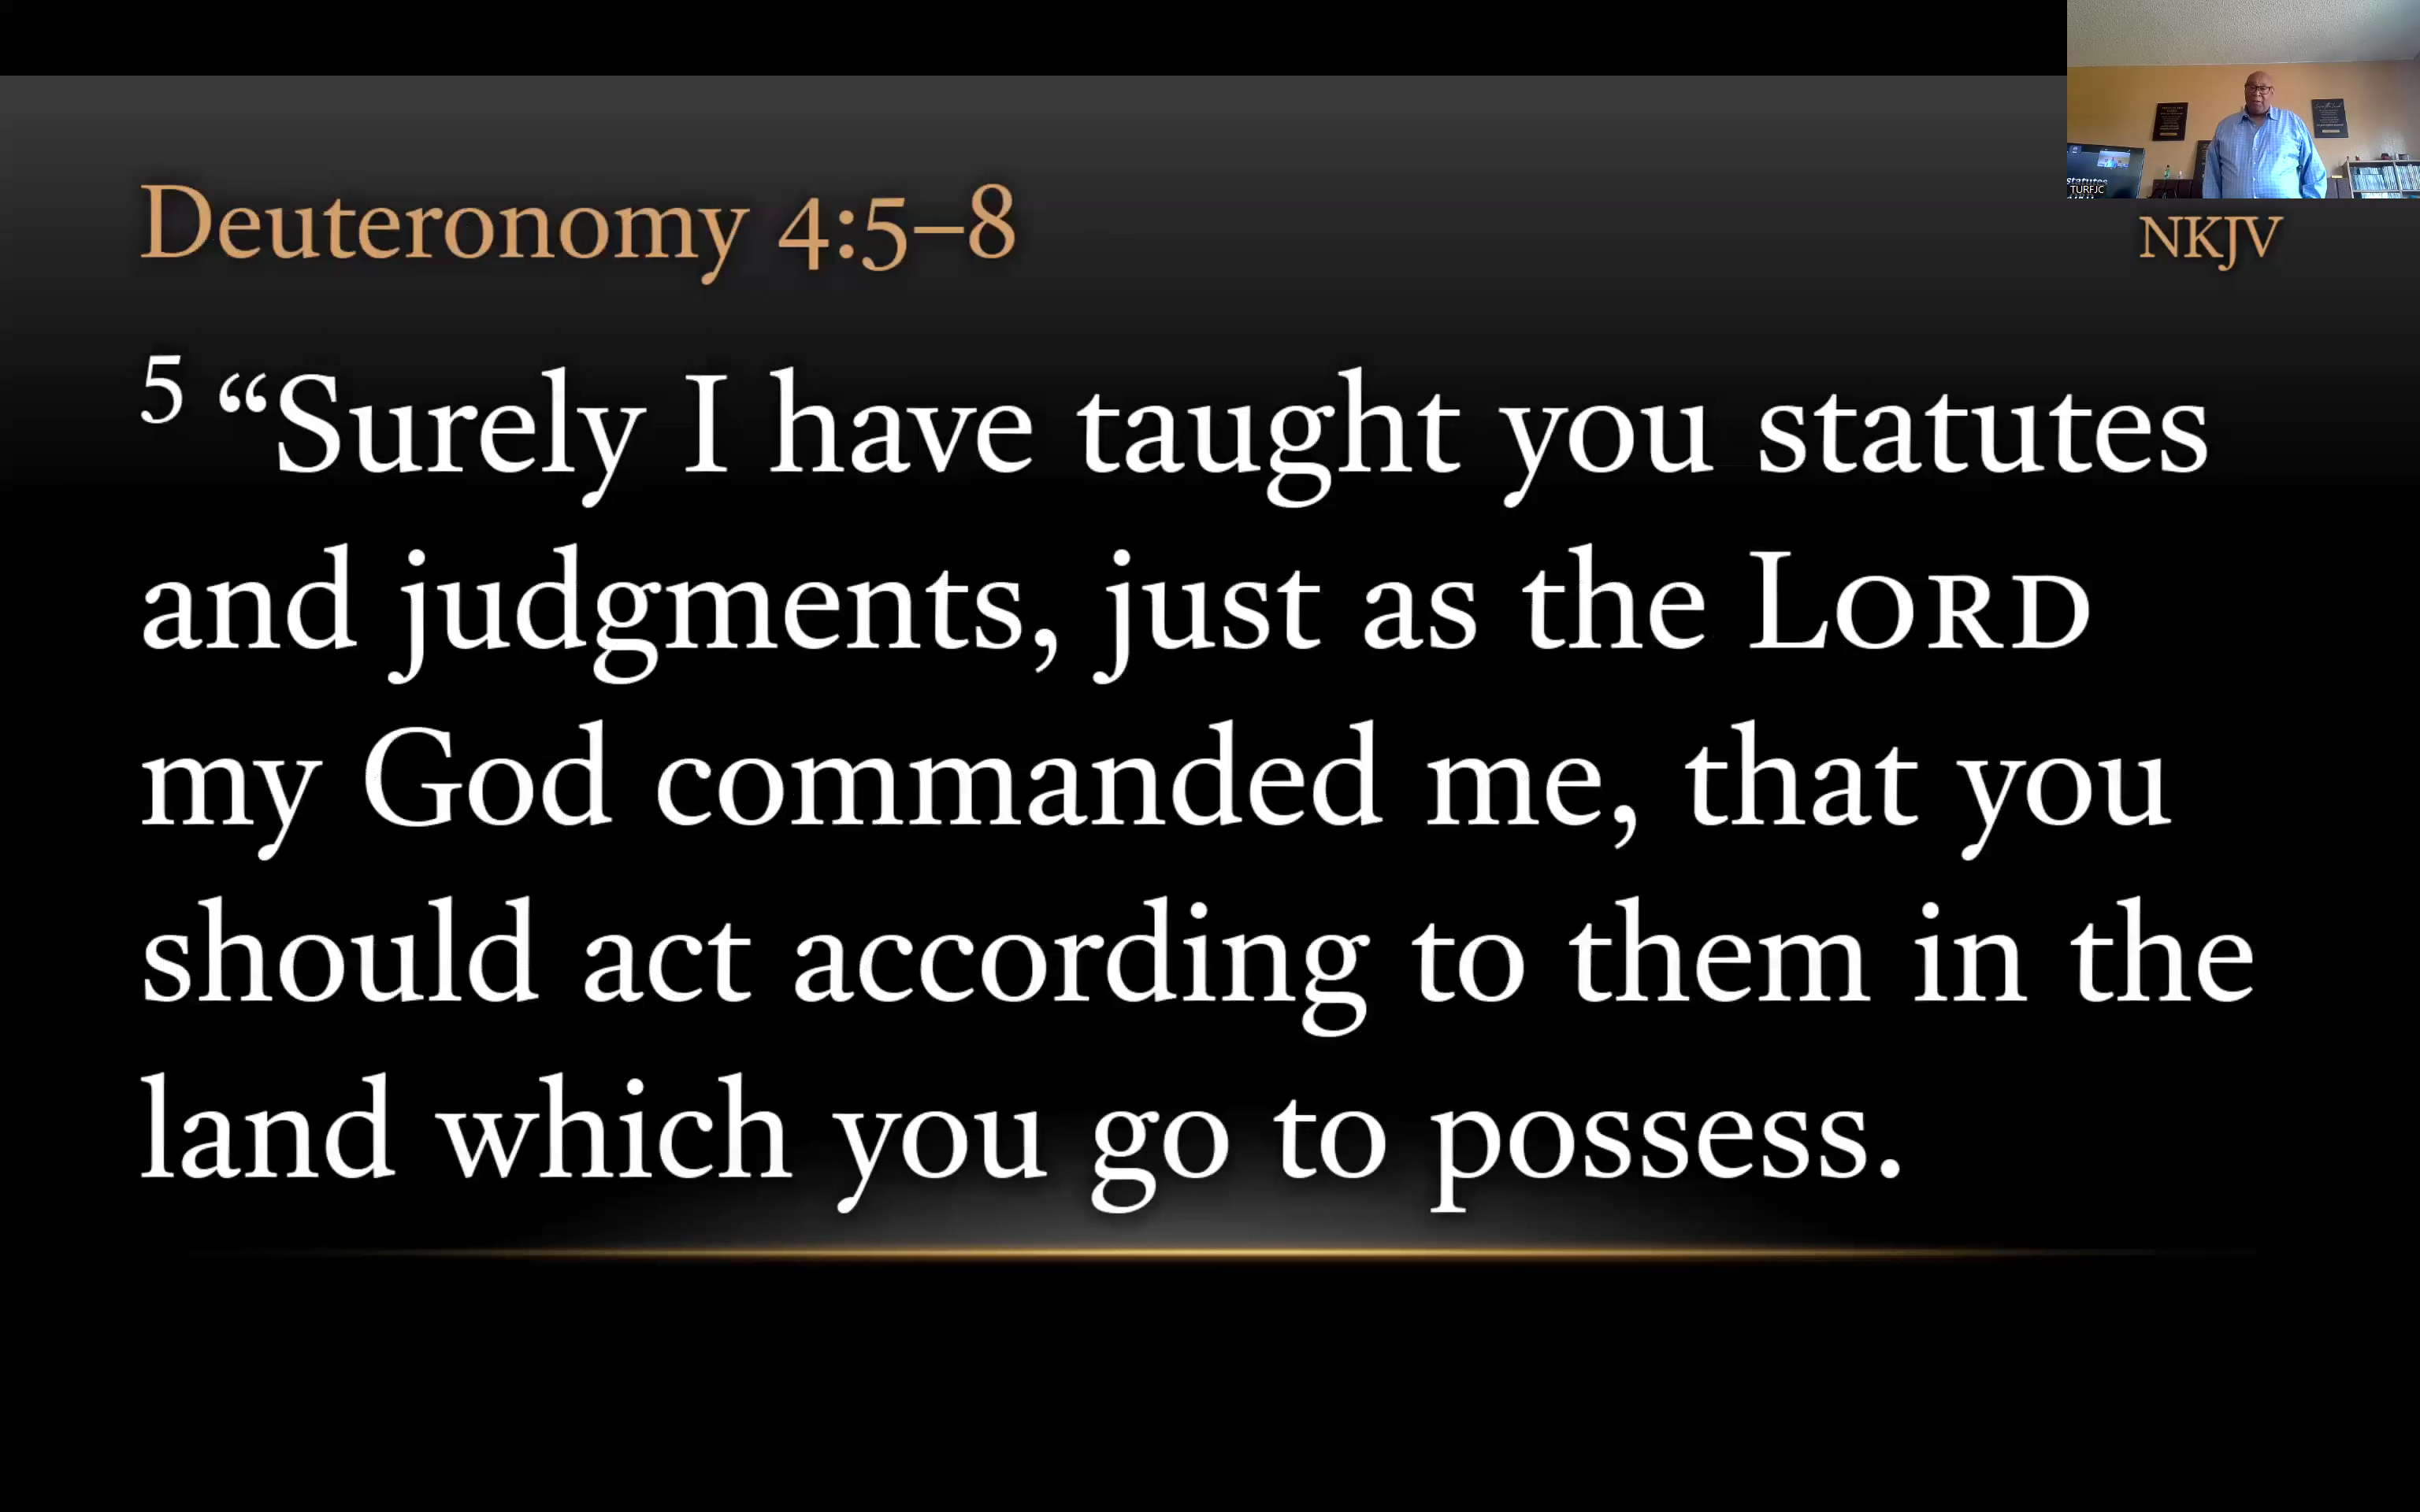 Deuteronomy 4:5–8
NKJV
5 “Surely I have taught you statutes
and judgments, just as the LORD
my God commanded me, that you
should act according to them in the
land which you go to possess.
statutes
TURFJC